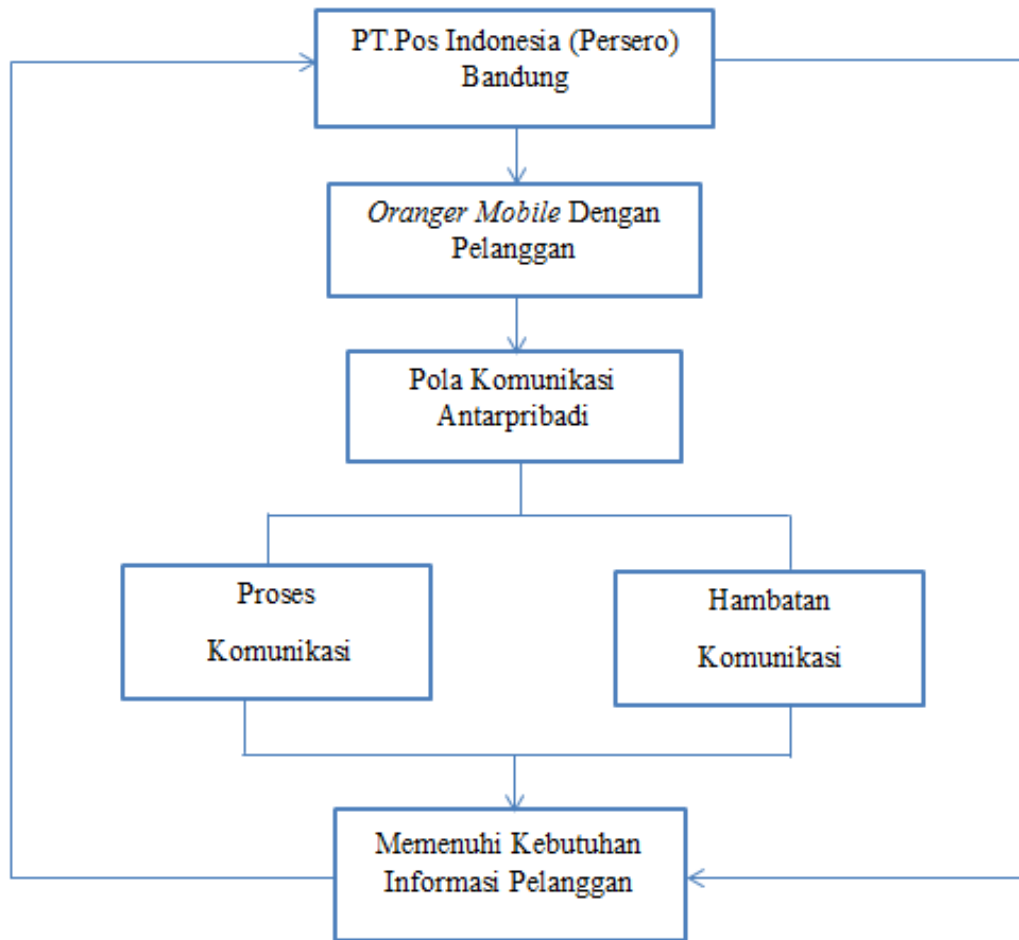 PT.Pos Indonesia (Persero)
Bandung
Oranger Mobile Dengan
Pelanggan
Pola Komunikasi
Antarpribadi
Proses
Komunikasi
Hambatan
Komunikasi
Memenuhi Kebutuhan
Informasi Pelanggan